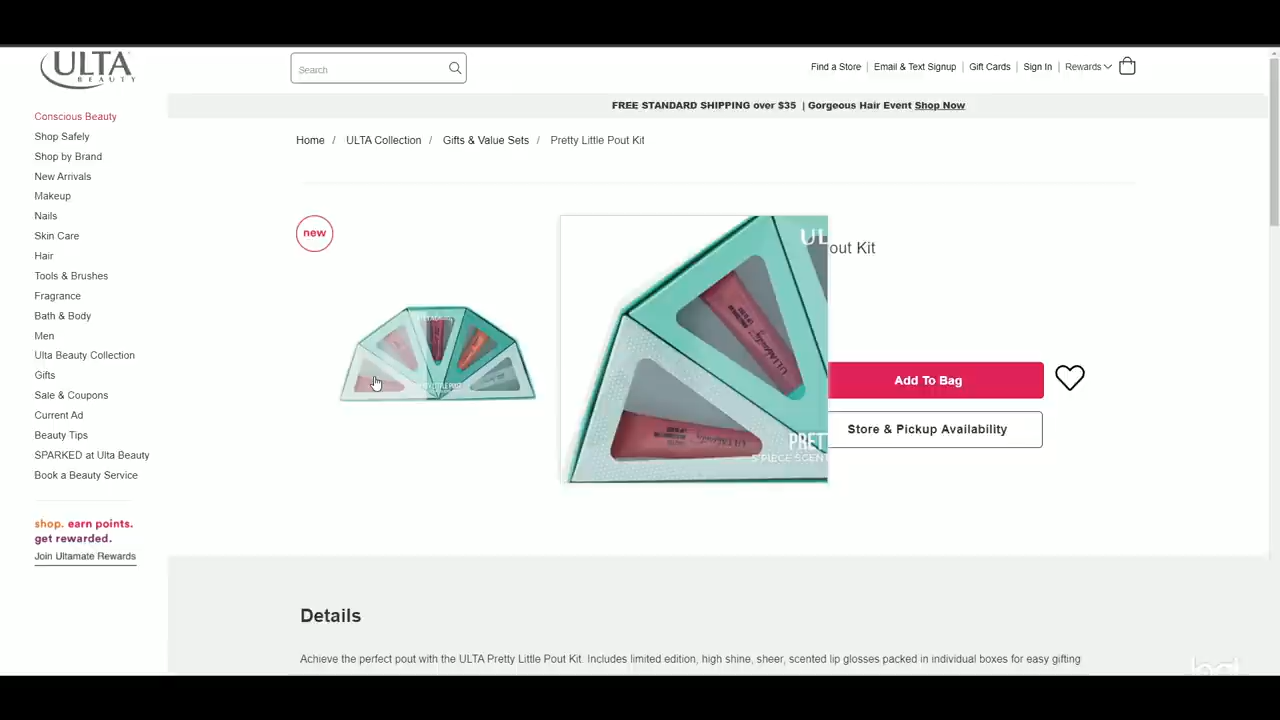 ULTA
BEAUTY
Search
Find a Store
Email & Text Signup
Gift Cards
Sign In
Rewards
FREE STANDARD SHIPPING over $35 | Gorgeous Hair Event Shop Now
Conscious Beauty
Shop Safely
Shop by Brand
New Arrivals
Makeup
Nails
Skin Care
Hair
Tools & Brushes
Fragrance
Bath & Body
Men
Ulta Beauty Collection
Gifts
Sale & Coupons
Current Ad
Beauty Tips
SPARKED at Ulta Beauty
Book a Beauty Service
shop. earn points.
get rewarded.
Join Ultamate Rewards
Home / ULTA Collection / Gifts & Value Sets / Pretty Little Pout Kit
new
UL
PRET
5 PIECE SCENT
out Kit
Add To Bag
Store & Pickup Availability
Details
Achieve the perfect pout with the ULTA Pretty Little Pout Kit. Includes limited edition, high shine, sheer, scented lip glosses packed in individual boxes for easy gifting